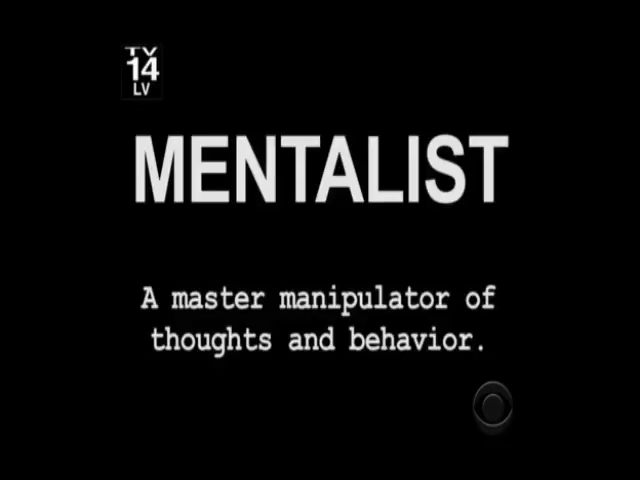 TV
14
LV
MENTALIST
A master manipulator of
thoughts and behavior.